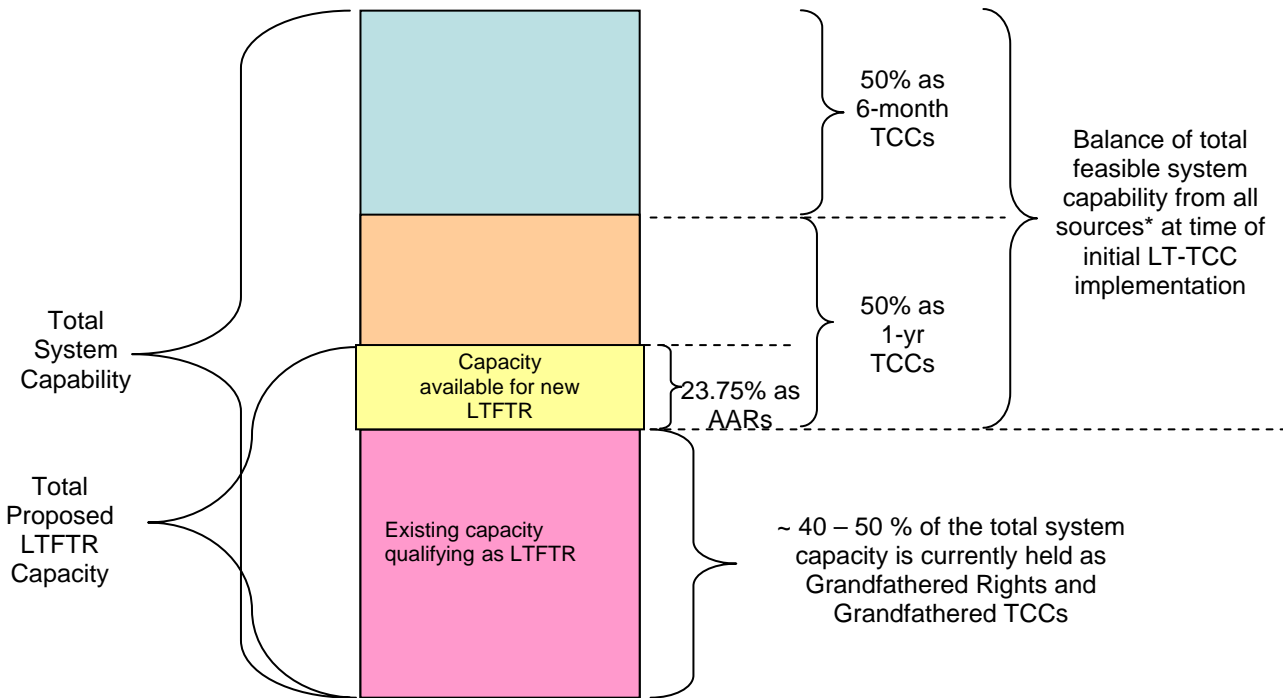 50% as
6-month
TCCs
Balance of total
feasible system
capability from all
sources* at time of
initial LT-TCC
implementation
50% as
1-yr
TCCs
Total
System
Capability
Capacity
available for new
LTFTR
23.75% as
AARs
Total
Proposed
LTFTR
Capacity
Existing capacity
qualifying as LTFTR
~ 40 – 50 % of the total system
capacity is currently held as
Grandfathered Rights and
Grandfathered TCCs